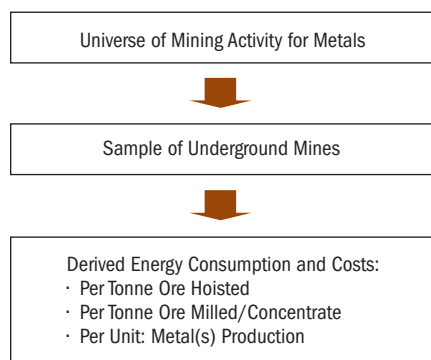 Universe of Mining Activity for Metals
Sample of Underground Mines
Derived Energy Consumption and Costs:
· Per Tonne Ore Hoisted
· Per Tonne Ore Milled/Concentrate
· Per Unit: Metal(s) Production